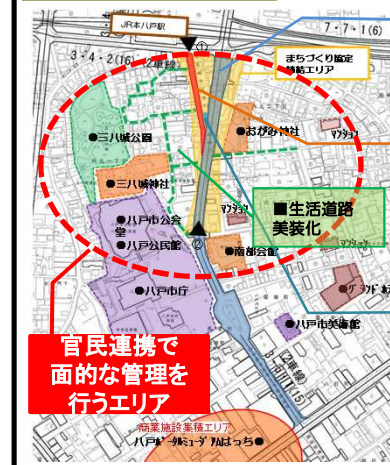 JR本八戸駅
7・7・1(6)
3・4・2(16) (2車線)
①
まちづくり協定
締結エリア
●三八城公園
●おがみ神社
マンション
●三八城神社
■生活道路
美装化
マンション
●八戸市公会
堂
●八戸公民館
②
●南部会館
マンション
●八戸市庁
●八戸市美術館
官民連携で
面的な管理を
行うエリア
商業施設集積エリア
八戸ポータルミュージアムはっち●